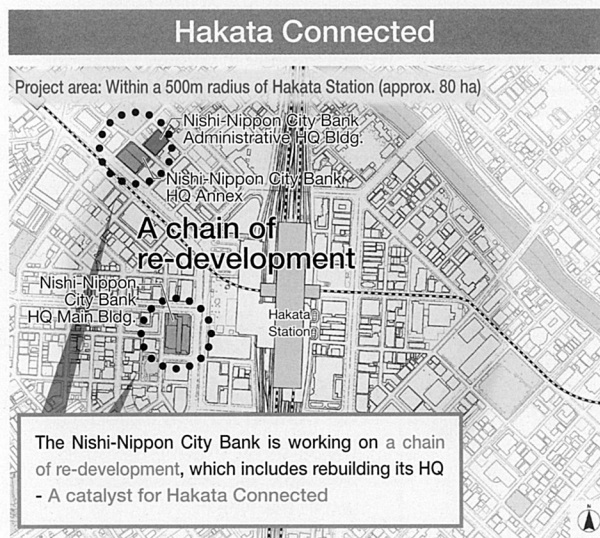 Hakata Connected
Project area: Within a 500m radius of Hakata Station (approx. 80 ha)
Nishi-Nippon City Bank
Administrative HQ Bldg.
Nishi-Nippon City Bank
HQ Annex
A chain of
re-development
Nishi-Nippon
City Bank
HQ Main Bldg.
Hakata
Station
The Nishi-Nippon City Bank is working on a chain
of re-development, which includes rebuilding its HQ
- A catalyst for Hakata Connected
N